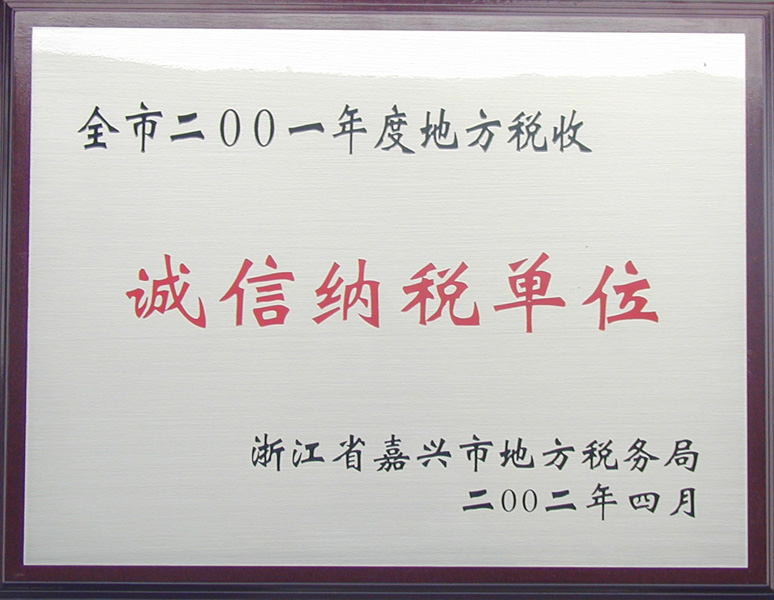 全市二00一年度地方税收
诚信纳税单位
浙江省嘉兴市地方税务局
二00二年四月